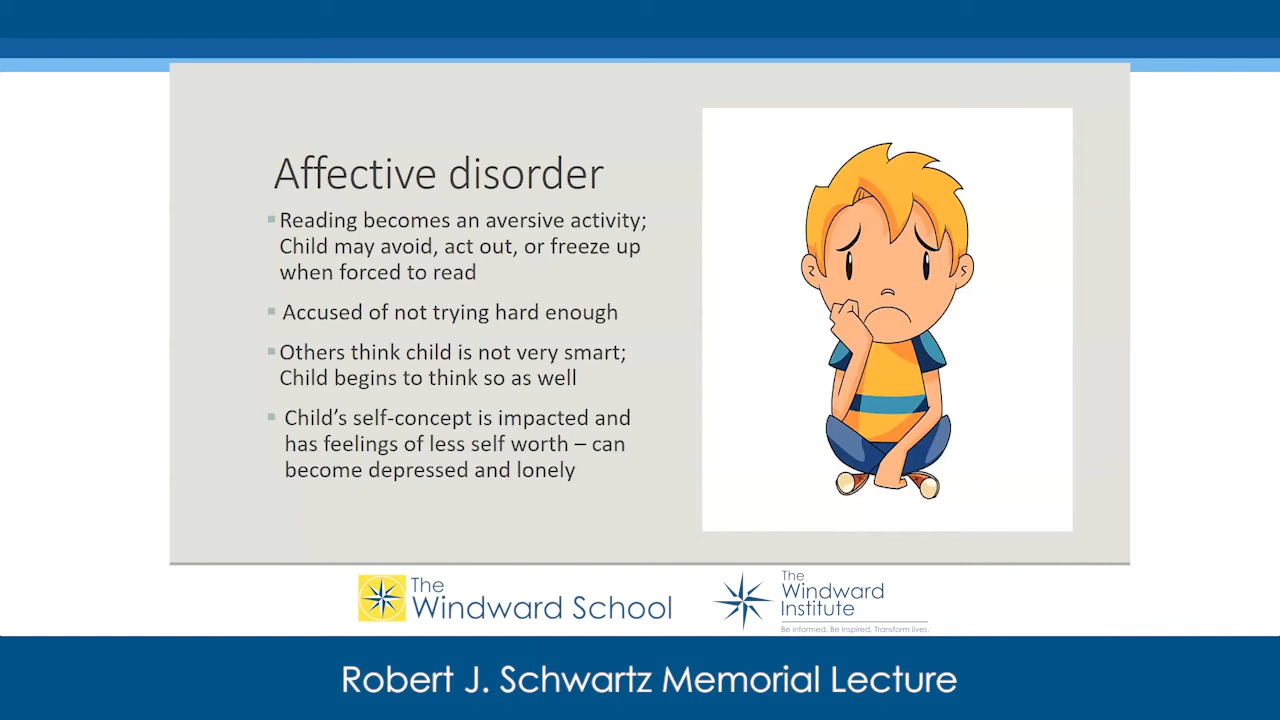 Affective disorder
Reading becomes an aversive activity;
Child may avoid, act out, or freeze up
when forced to read
Accused of not trying hard enough
Others think child is not very smart;
Child begins to think so as well
Child’s self-concept is impacted and
has feelings of less self worth – can
become depressed and lonely
The
Windward School
The
Windward
Institute
Be informed. Be inspired. Transform lives.
Robert J. Schwartz Memorial Lecture